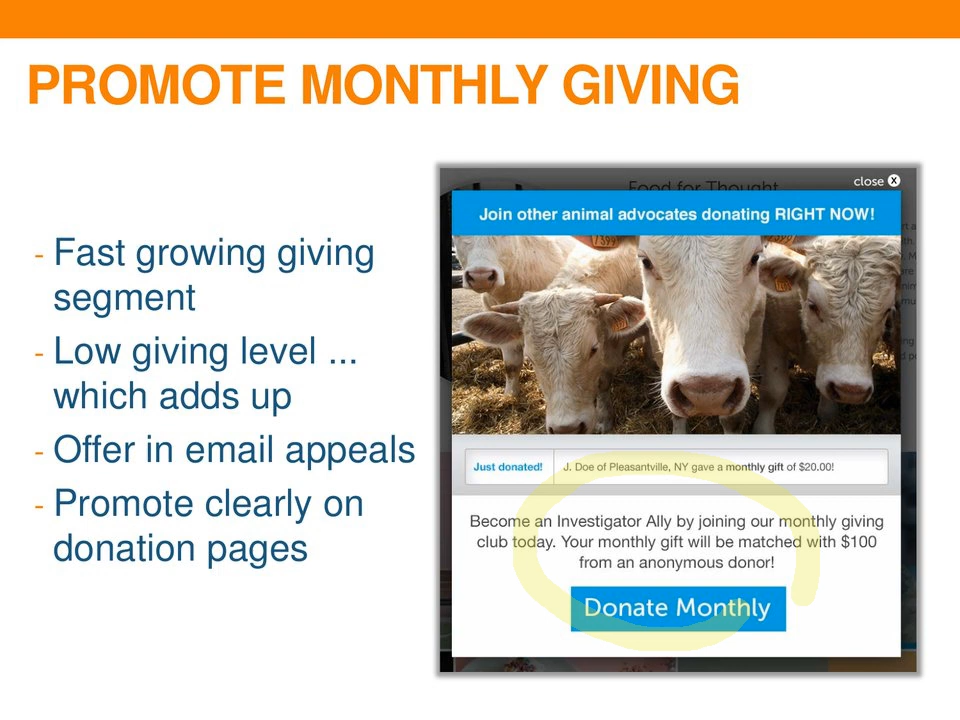 PROMOTE MONTHLY GIVING
- Fast growing giving
segment
- Low giving level ...
which adds up
- Offer in email appeals
- Promote clearly on
donation pages
close X
Food for Thought
Join other animal advocates donating RIGHT NOW!
Just donated! J. Doe of Pleasantville, NY gave a monthly gift of $20.00!
Become an Investigator Ally by joining our monthly giving
club today. Your monthly gift will be matched with $100
from an anonymous donor!
Donate Monthly